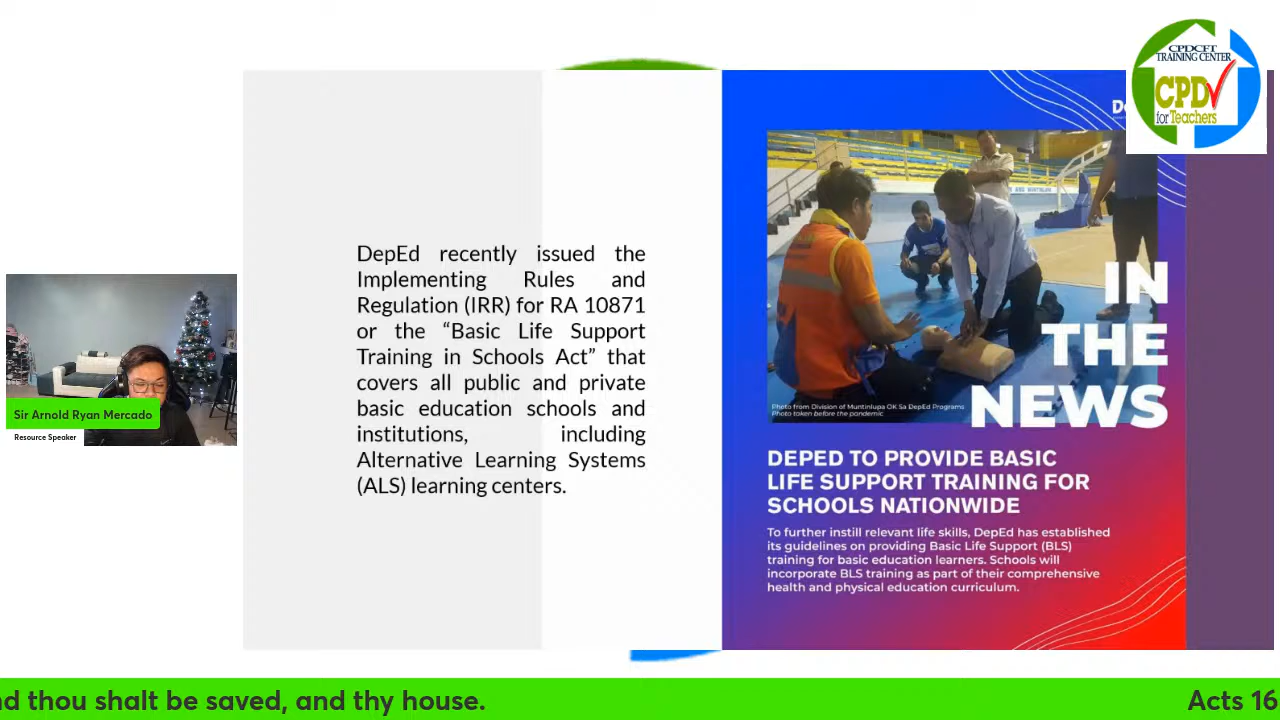 CPDCFT
TRAINING CENTER
CPD
for Teachers
DepEd recently issued the
Implementing Rules and
Regulation (IRR) for RA 10871
or the “Basic Life Support
Training in Schools Act” that
covers all public and private
basic education schools and
institutions, including
Alternative Learning Systems
(ALS) learning centers.
IN
THE
NEWS
Photo from Division of Muntinlupa OK Sa DepEd Programs
Photo taken before the pandemic
DEPED TO PROVIDE BASIC
LIFE SUPPORT TRAINING FOR
SCHOOLS NATIONWIDE
To further instill relevant life skills, DepEd has established
its guidelines on providing Basic Life Support (BLS)
training for basic education learners. Schools will
incorporate BLS training as part of their comprehensive
health and physical education curriculum.
Sir Arnold Ryan Mercado
Resource Speaker
nd thou shalt be saved, and thy house.
Acts 16